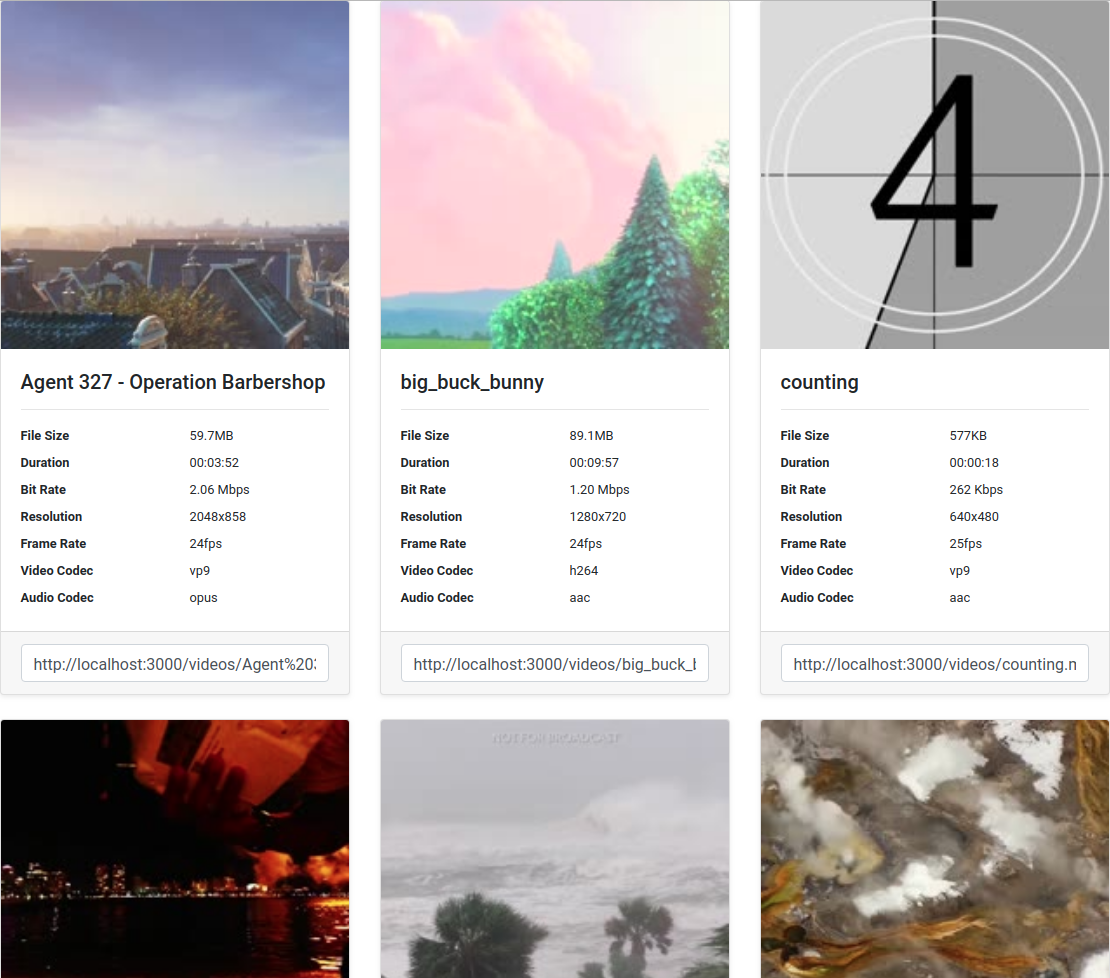 4
Agent 327 - Operation Barbershop
File Size 59.7MB
Duration 00:03:52
Bit Rate 2.06 Mbps
Resolution 2048x858
Frame Rate 24fps
Video Codec vp9
Audio Codec opus
http://localhost:3000/videos/Agent%203
big_buck_bunny
File Size 89.1MB
Duration 00:09:57
Bit Rate 1.20 Mbps
Resolution 1280x720
Frame Rate 24fps
Video Codec h264
Audio Codec aac
http://localhost:3000/videos/big_buck_b
counting
File Size 577KB
Duration 00:00:18
Bit Rate 262 Kbps
Resolution 640x480
Frame Rate 25fps
Video Codec vp9
Audio Codec aac
http://localhost:3000/videos/counting.n
NOT FOR BROADCAST